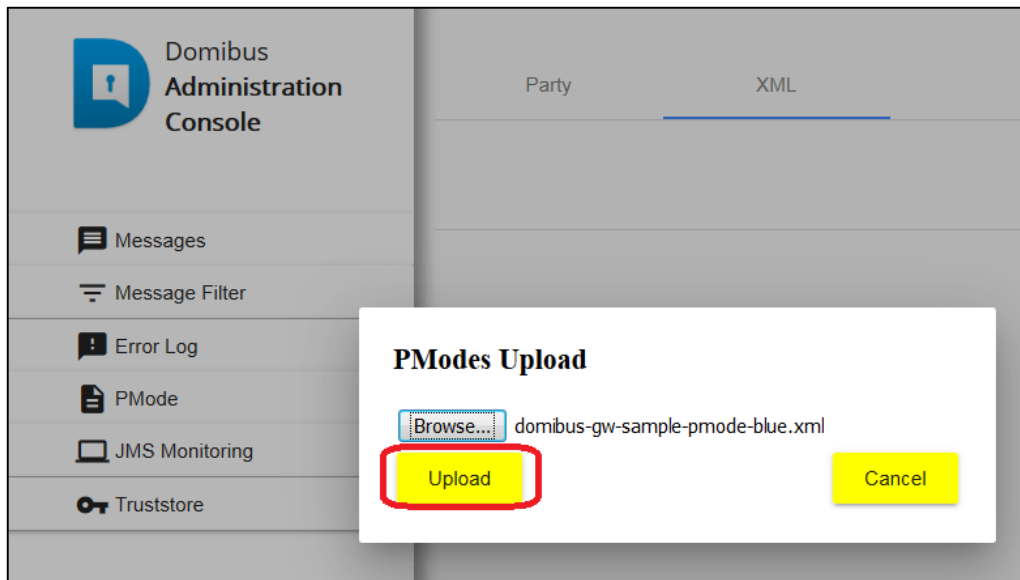 Domibus
Administration
Console
Party
XML
Messages
Message Filter
Error Log
PMode
JMS Monitoring
Truststore
PModes Upload
Browse... domibus-gw-sample-pmode-blue.xml
Upload
Cancel